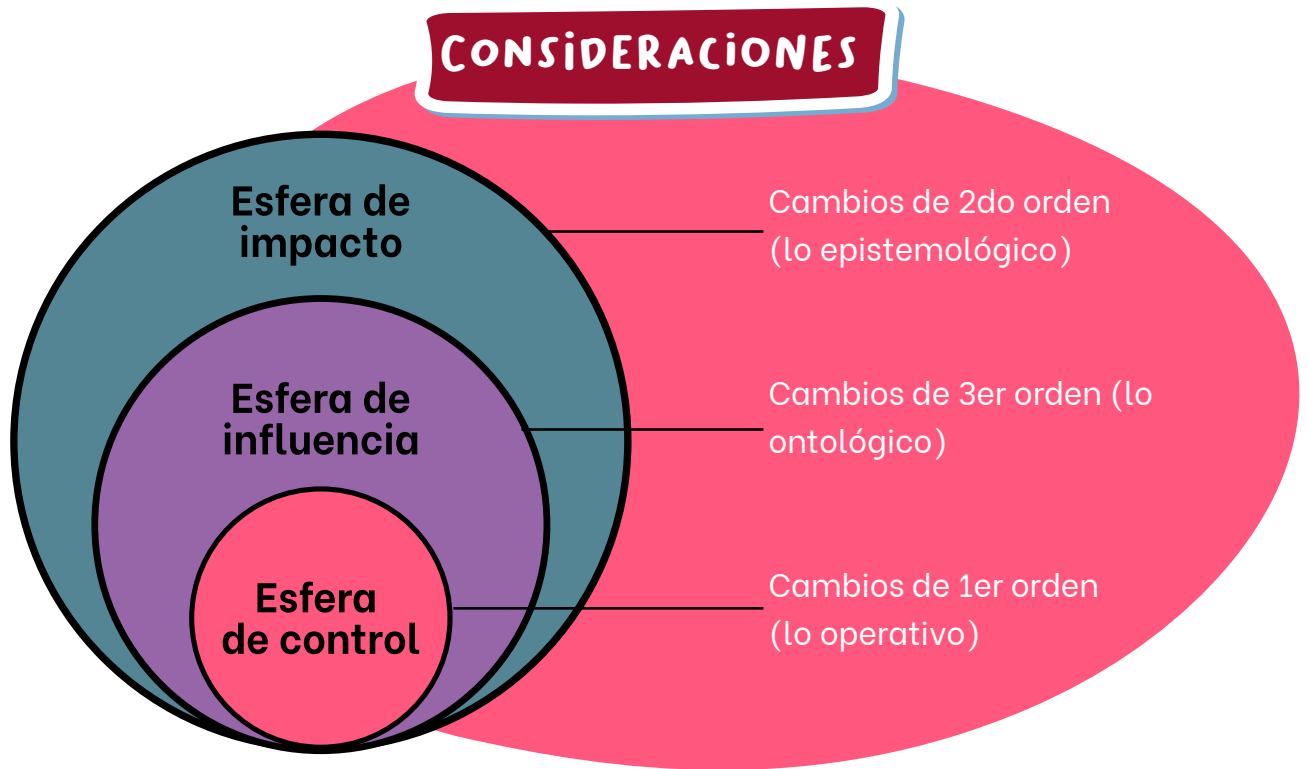 CONSIDERACIONES
Esfera de
impacto
Cambios de 2do orden
(lo epistemológico)
Esfera de
influencia
Cambios de 3er orden (lo
ontológico)
Esfera
de control
Cambios de 1er orden
(lo operativo)